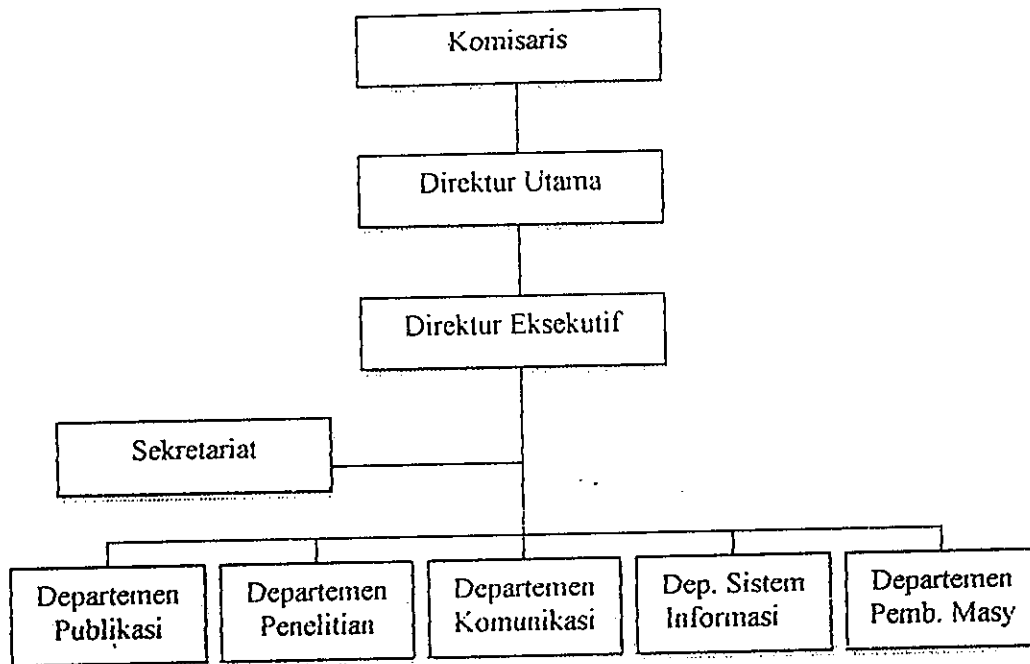 Komisaris
Direktur Utama
Direktur Eksekutif
Sekretariat
Departemen
Publikasi
Departemen
Penelitian
Departemen
Komunikasi
Dep. Sistem
Informasi
Departemen
Pemb. Masy